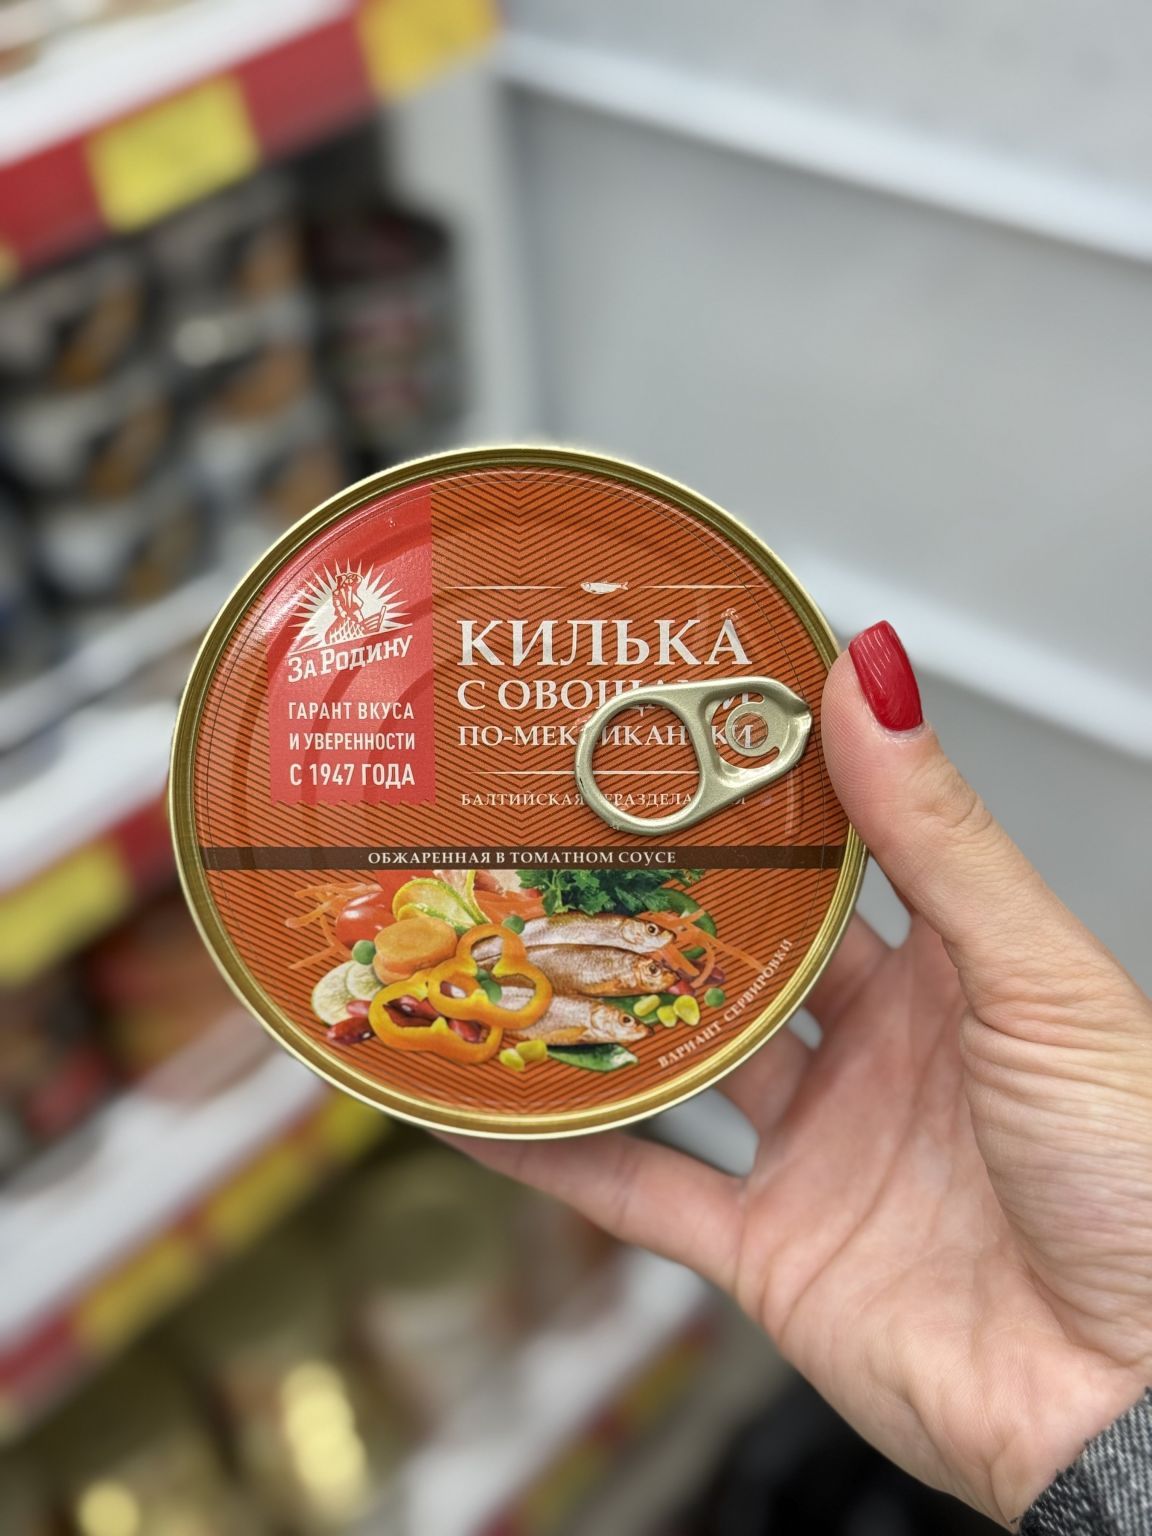 За Родину
ГАРАНТ ВКУСА
И УВЕРЕННОСТИ
С 1947 ГОДА
КИЛЬКА
С
БАЛТИЙСКАЯ
ОБЖАРЕННАЯ В ТОМАТНОМ СОУСЕ
ВАРИАНТ СЕРВИРОВКИ